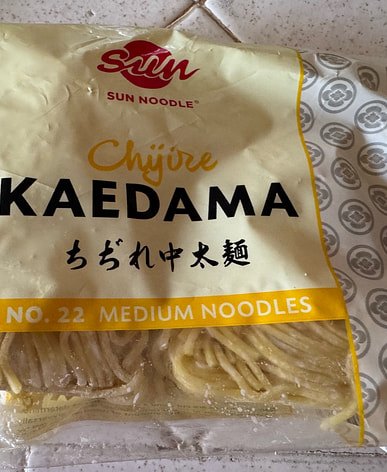 Sun
SUN NOODLE®
Chijire
KAEDAMA
ちぢれ中太麺
NO. 22 MEDIUM NOODLES